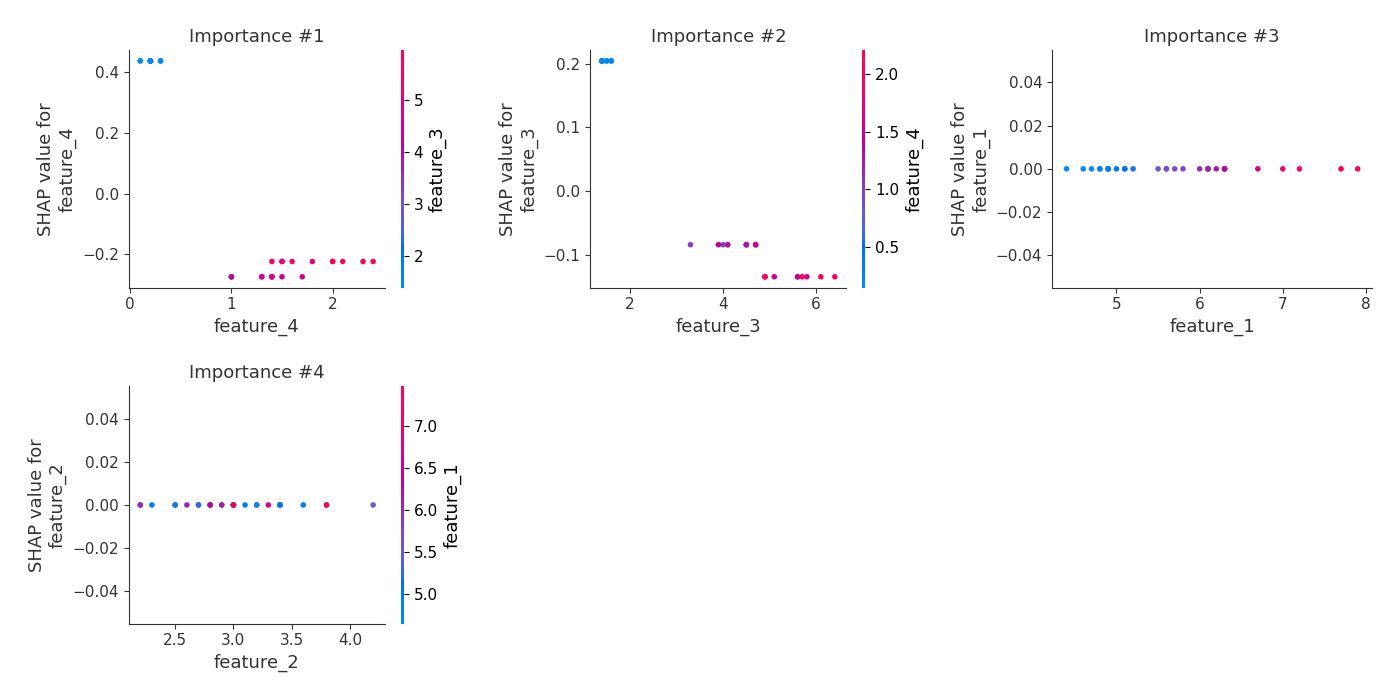 Importance #1
0.4
0.2
0.0
−0.2
SHAP value for
feature_4
0
1
2
feature_4
5
4
3
2
feature_3
Importance #2
0.2
0.1
0.0
−0.1
SHAP value for
feature_3
2
4
6
feature_3
2.0
1.5
1.0
0.5
feature_4
Importance #3
0.04
0.02
0.00
−0.02
−0.04
SHAP value for
feature_1
5
6
7
8
feature_1
Importance #4
0.04
0.02
0.00
−0.02
−0.04
SHAP value for
feature_2
2.5
3.0
3.5
4.0
feature_2
7.0
6.5
6.0
5.5
5.0
feature_1